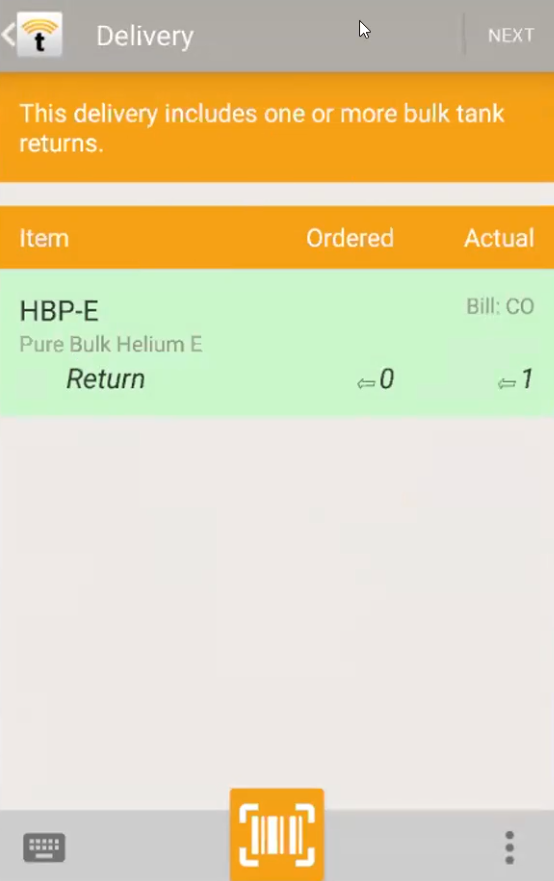 t
Delivery
NEXT
This delivery includes one or more bulk tank
returns.
Item Ordered Actual
HBP-E Bill: CO
Pure Bulk Helium E
Return ⇦0 ⇦1